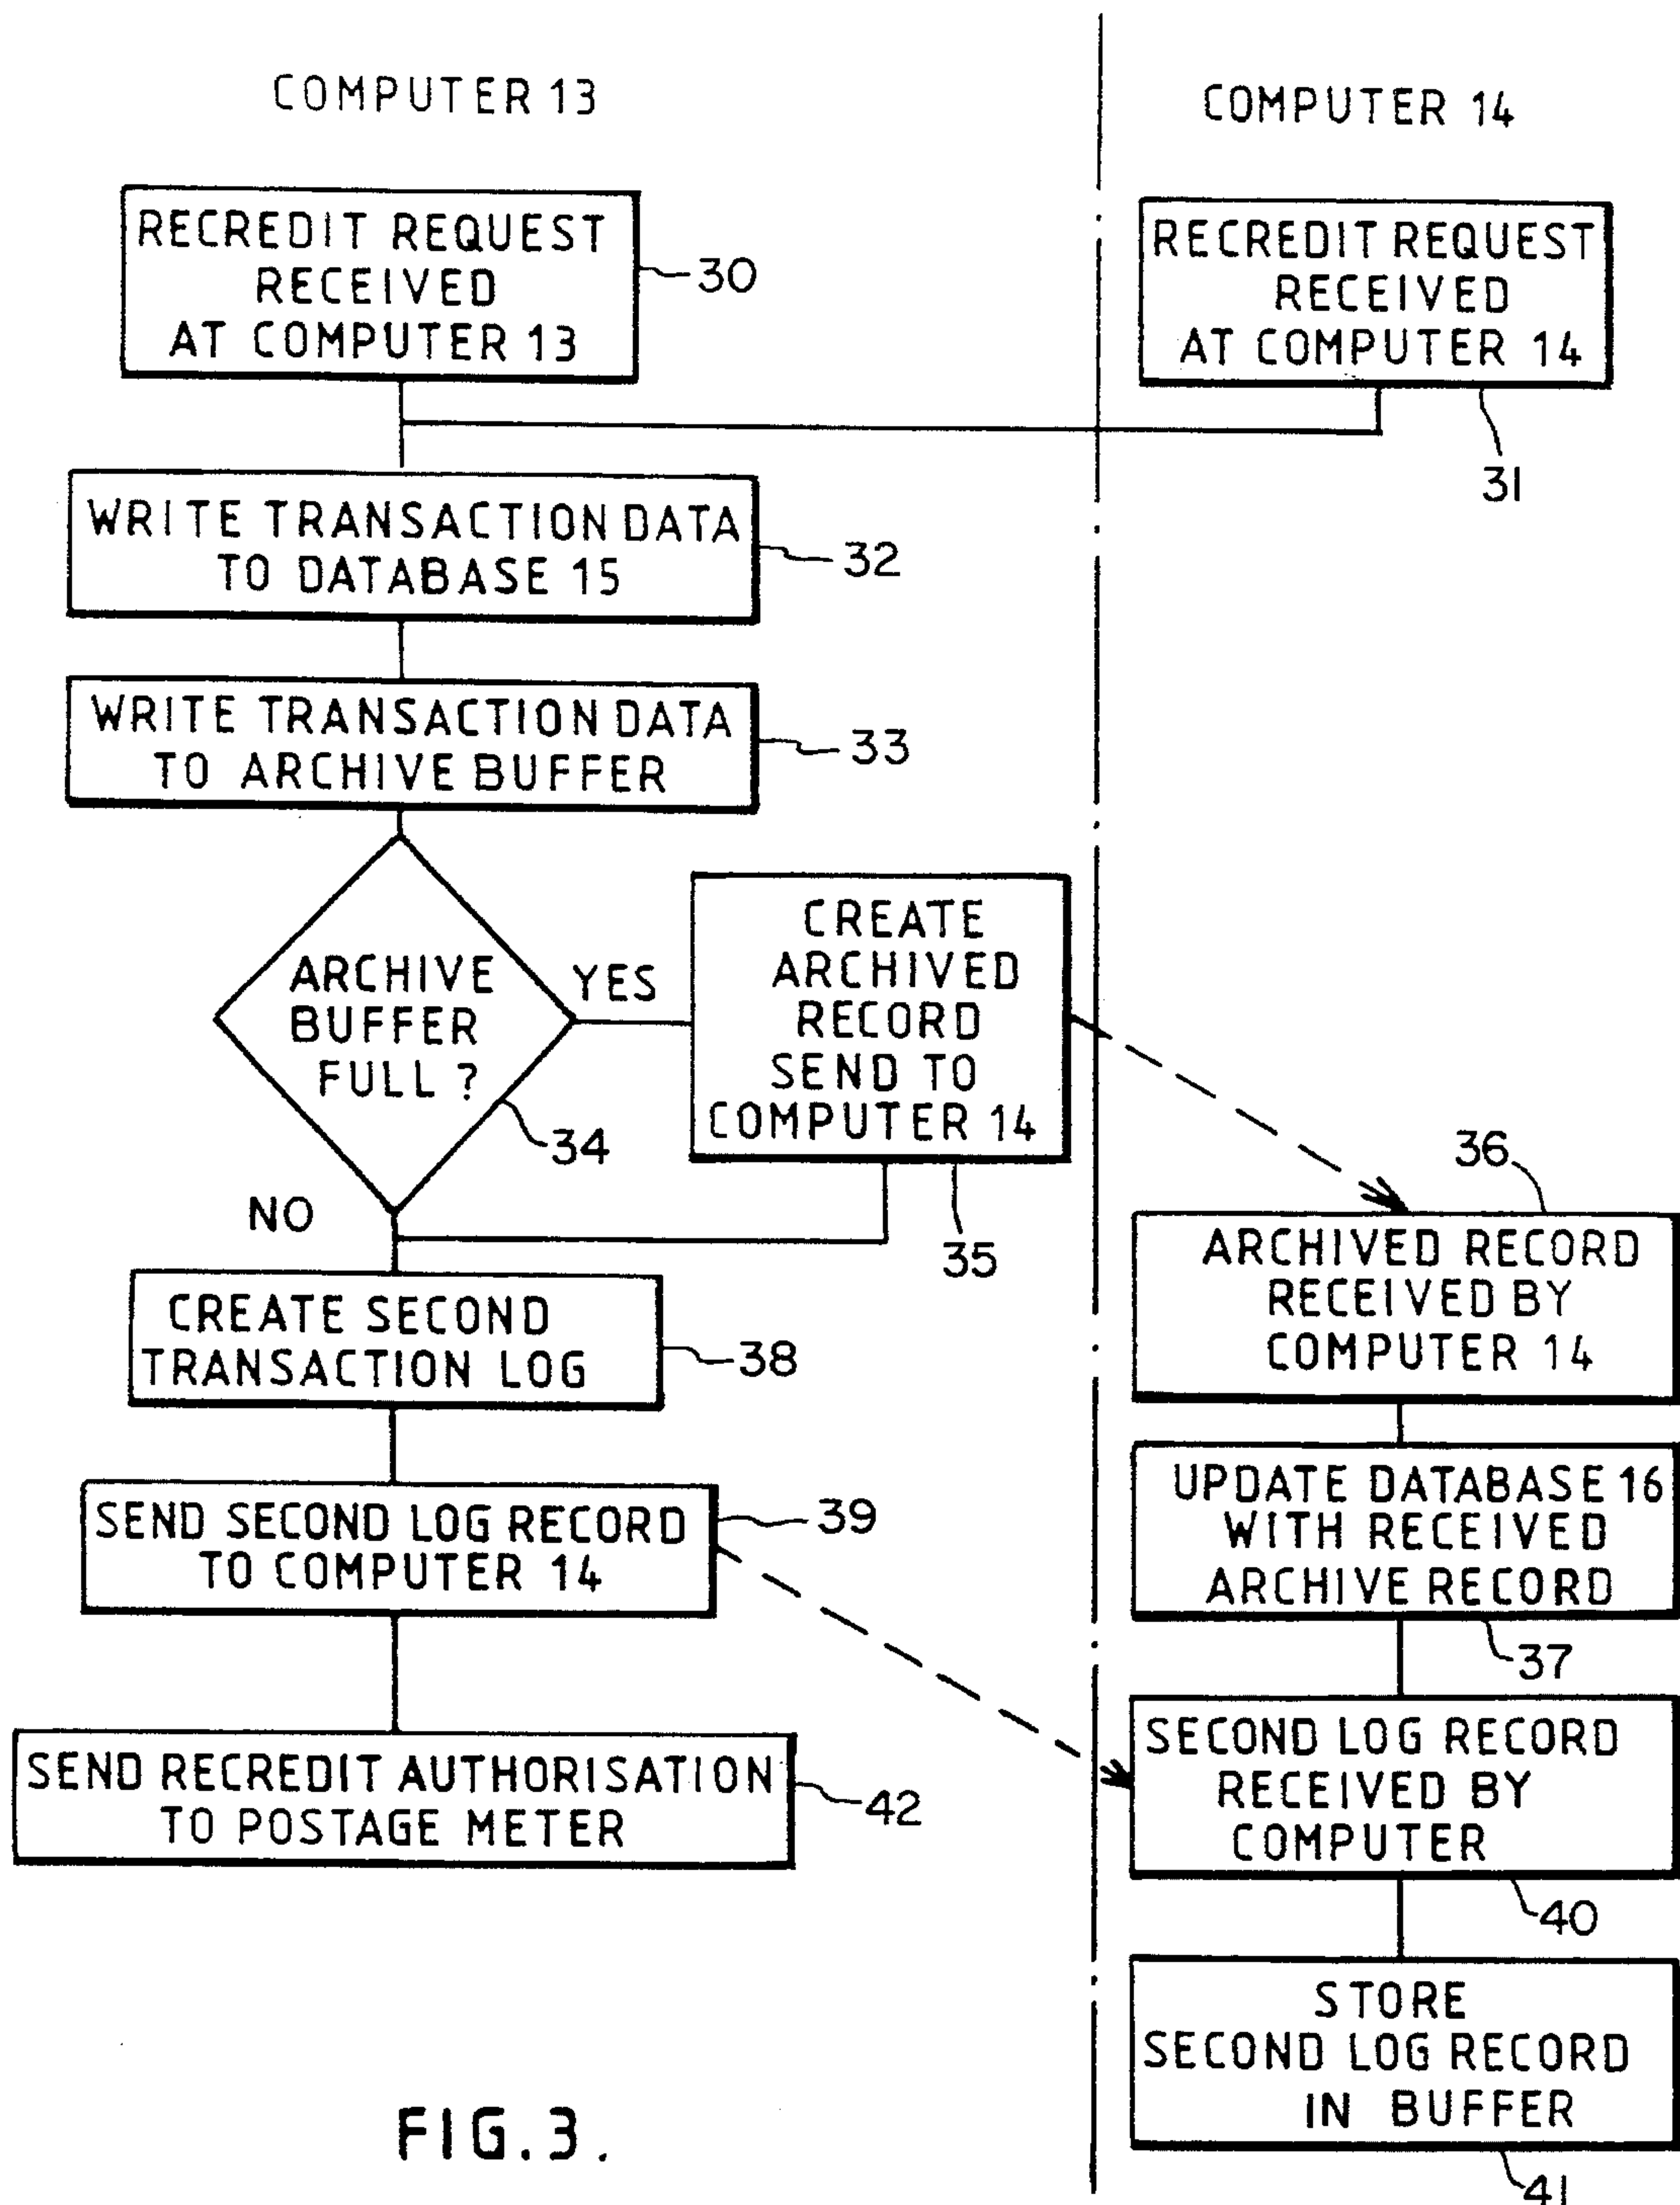 COMPUTER 13
COMPUTER 14
RECREDIT REQUEST
RECEIVED
AT COMPUTER 13
30
RECREDIT REQUEST
RECEIVED
AT COMPUTER 14
31
WRITE TRANSACTION DATA
TO DATABASE 15
32
WRITE TRANSACTION DATA
TO ARCHIVE BUFFER
33
ARCHIVE
BUFFER
FULL ?
34
YES
NO
CREATE
ARCHIVED
RECORD
SEND TO
COMPUTER 14
35
36
ARCHIVED RECORD
RECEIVED BY
COMPUTER 14
CREATE SECOND
TRANSACTION LOG
38
UPDATE DATABASE 16
WITH RECEIVED
ARCHIVE RECORD
37
SEND SECOND LOG RECORD
TO COMPUTER 14
39
SECOND LOG RECORD
RECEIVED BY
COMPUTER
40
SEND RECREDIT AUTHORISATION
TO POSTAGE METER
42
STORE
SECOND LOG RECORD
IN BUFFER
41
FIG. 3.